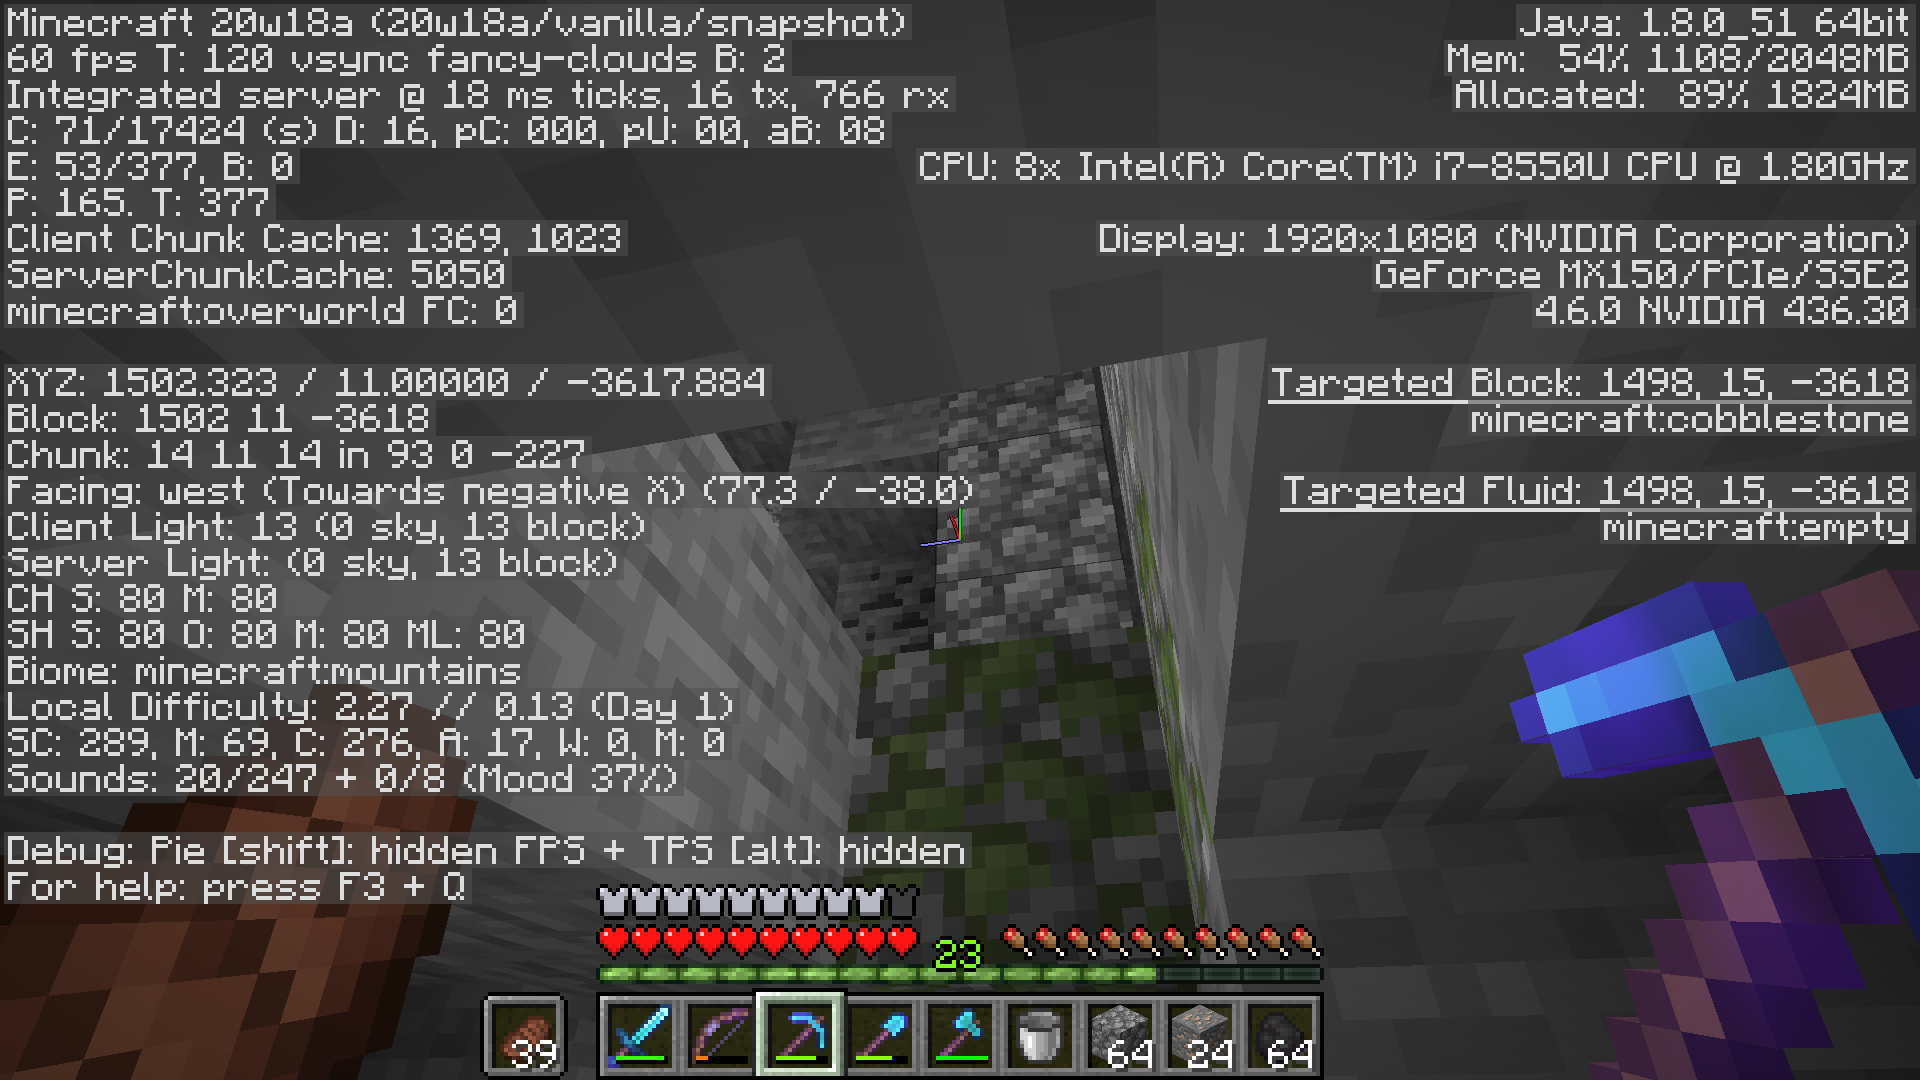 Minecraft 20w18a (20w18a/vanilla/snapshot)
60 fps T: 120 vsync fancy-clouds B: 2
Integrated server @ 18 ms ticks, 16 tx, 766 rx
C: 71/17424 (s) D: 16, pC: 000, pU: 00, aB: 08
E: 53/377, B: 0
P: 165. T: 377
Client Chunk Cache: 1369, 1023
ServerChunkCache: 5050
minecraft:overworld FC: 0
XYZ: 1502.323 / 11.00000 / -3617.884
Block: 1502 11 -3618
Chunk: 14 11 14 in 93 0 -227
Facing: west (Towards negative X) (77.3 / -38.0)
Client Light: 13 (0 sky, 13 block)
Server Light: (0 sky, 13 block)
CH S: 80 M: 80
SH S: 80 O: 80 M: 80 ML: 80
Biome: minecraft:mountains
Local Difficulty: 2.27 // 0.13 (Day 1)
SC: 289, M: 69, C: 276, A: 17, W: 0, M: 0
Sounds: 20/247 + 0/8 (Mood 37%)
Debug: Pie [shift]: hidden FPS + TPS [alt]: hidden
For help: press F3 + Q
Java: 1.8.0_51 64bit
Mem: 54% 1108/2048MB
Allocated: 89% 1824MB
CPU: 8x Intel(R) Core(TM) i7-8550U CPU @ 1.80GHz
Display: 1920x1080 (NVIDIA Corporation)
GeForce MX150/PCIe/SSE2
4.6.0 NVIDIA 436.30
Targeted Block: 1498, 15, -3618
minecraft:cobblestone
Targeted Fluid: 1498, 15, -3618
minecraft:empty
23
39
64
24
64